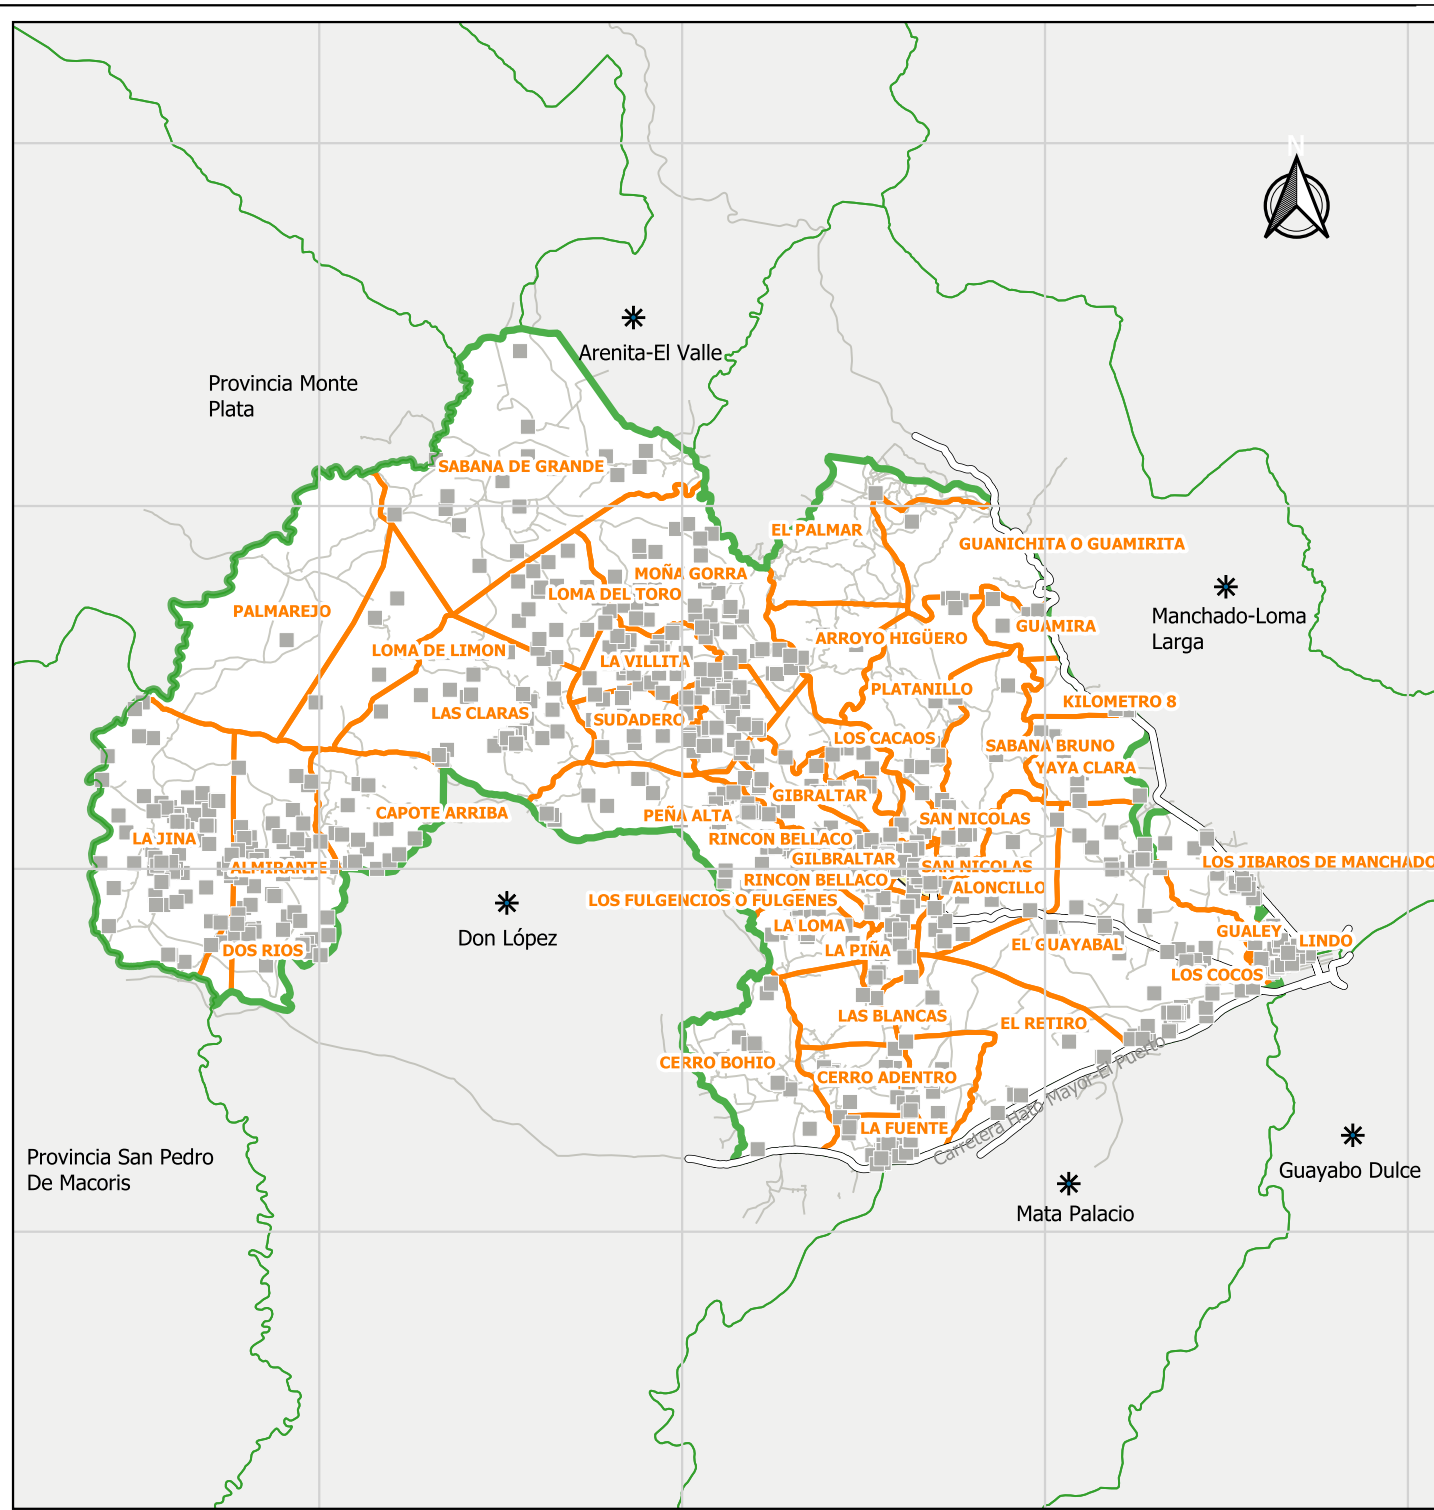 N
Arenita-El Valle
Provincia Monte
Plata
SABANA DE GRANDE
EL PALMAR
GUANICHITA O GUAMIRITA
MOÑA GORRA
LOMA DEL TORO
Manchado-Loma
Larga
PALMAREJO
GUAMIRA
ARROYO HIGÜERO
LOMA DE LIMON
LA VILLITA
PLATANILLO
KILOMETRO 8
LAS CLARAS
SUDADERO
LOS CACAOS
SABANA BRUNO
YAYA CLARA
GIBRALTAR
CAPOTE ARRIBA
PEÑA ALTA
SAN NICOLAS
LA JINA
RINCON BELLACO
GILBRALTAR
LOS JIBAROS DE MANCHADO
ALMIRANTE
SAN NICOLAS
RINCON BELLACO
ALONCILLO
LOS FULGENCIOS O FULGENES
LA LOMA
GUALEY
LINDO
Don López
DOS RIOS
LA PIÑA
EL GUAYABAL
LOS COCOS
LAS BLANCAS
EL RETIRO
CERRO BOHIO
CERRO ADENTRO
Carretera Hato Mayor-El Puerto
LA FUENTE
Provincia San Pedro
De Macoris
Guayabo Dulce
Mata Palacio